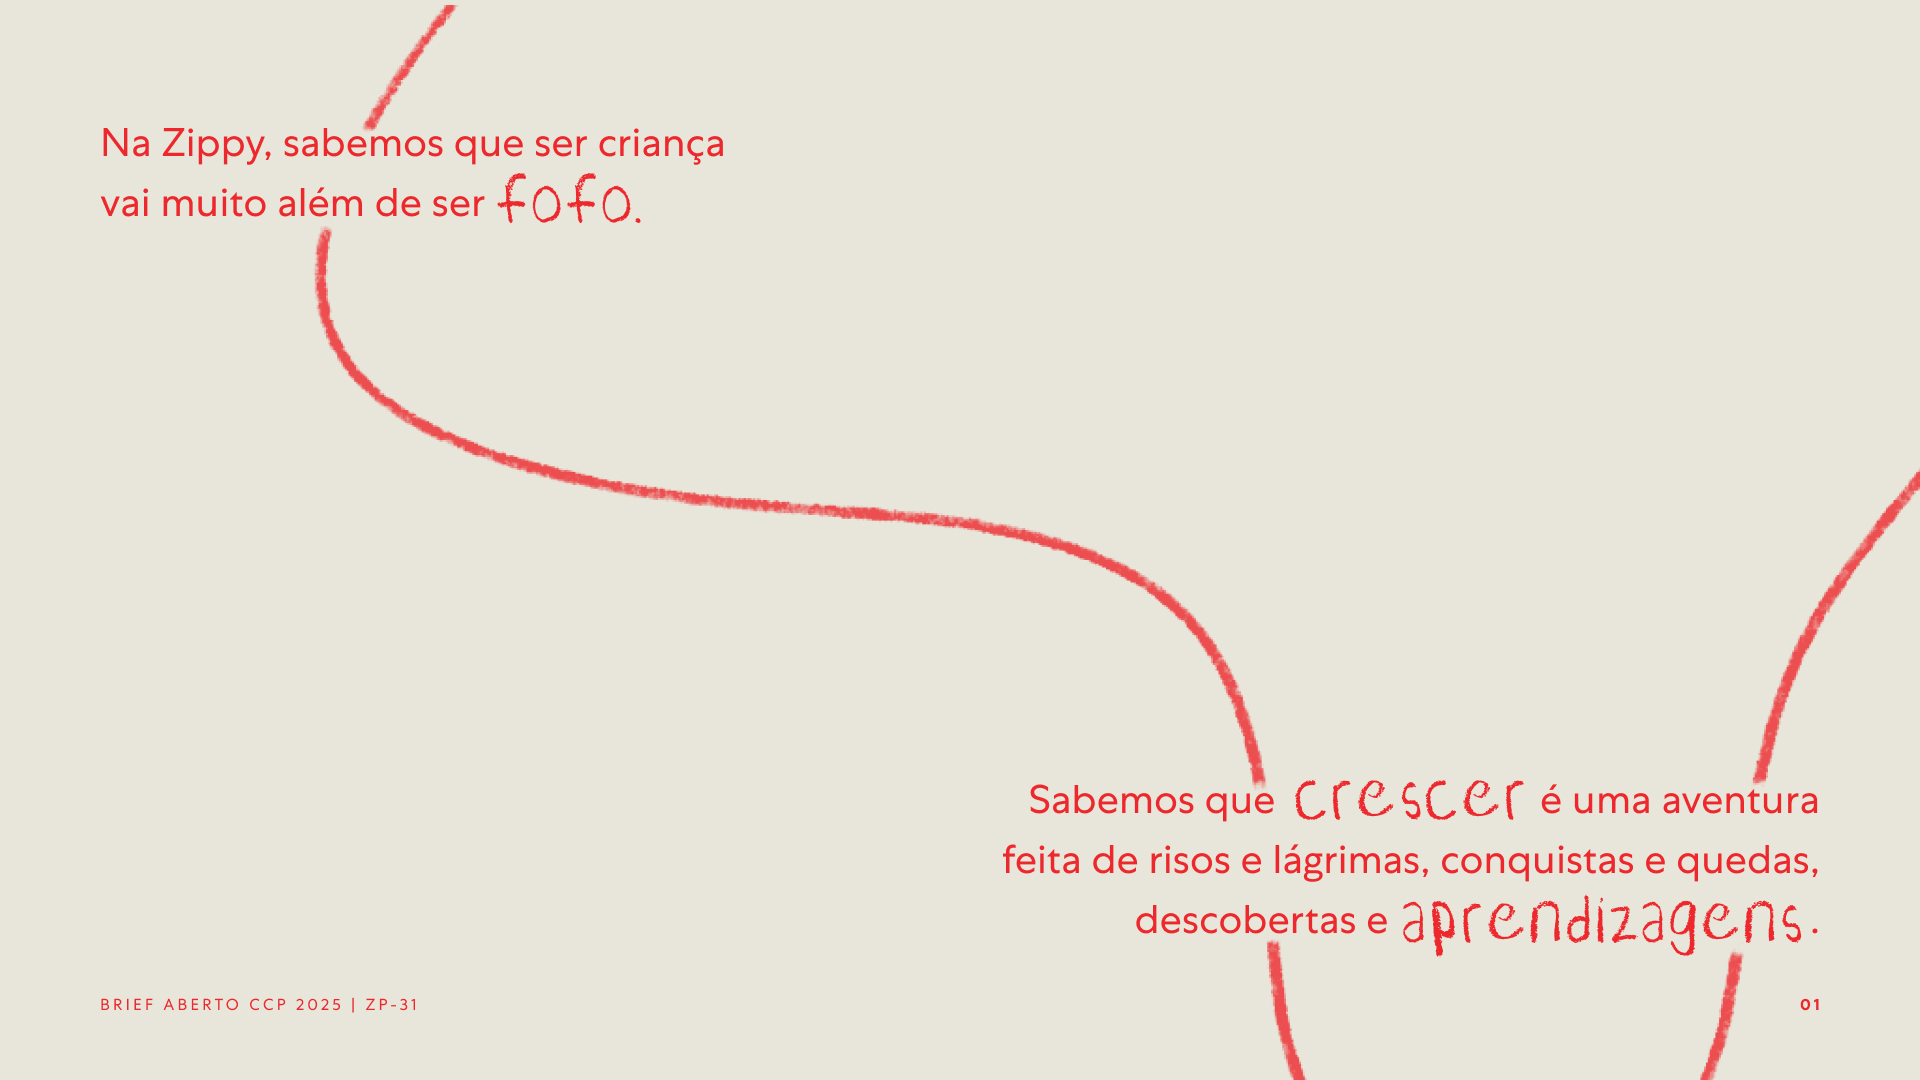 Na Zippy, sabemos que ser criança
vai muito além de ser fofo.
Sabemos que crescer é uma aventura
feita de risos e lágrimas, conquistas e quedas,
descobertas e aprendizagens.
BRIEF ABERTO CCP 2025 | ZP-31
01